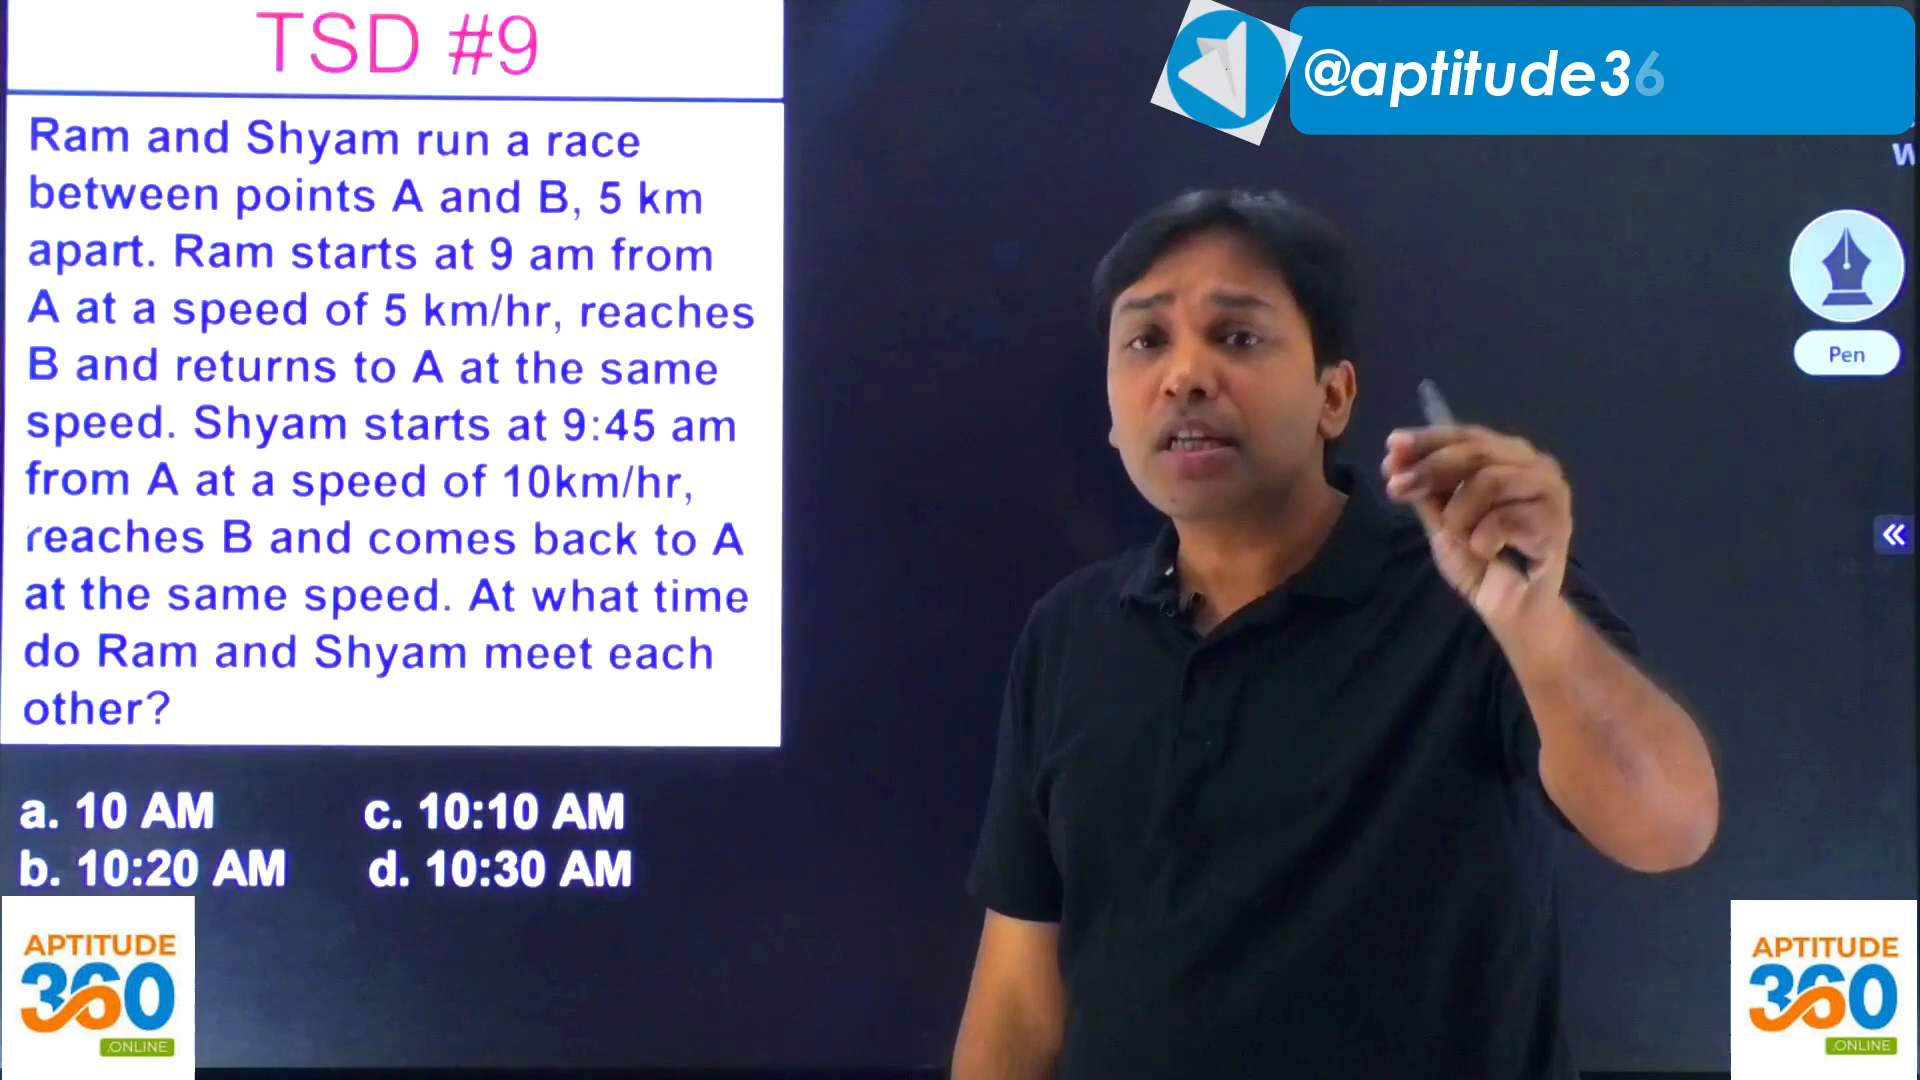 TSD #9
Ram and Shyam run a race
between points A and B, 5 km
apart. Ram starts at 9 am from
A at a speed of 5 km/hr, reaches
B and returns to A at the same
speed. Shyam starts at 9:45 am
from A at a speed of 10km/hr,
reaches B and comes back to A
at the same speed. At what time
do Ram and Shyam meet each
other?
a. 10 AM
c. 10:10 AM
b. 10:20 AM
d. 10:30 AM
@aptitude36
W
Pen
APTITUDE
360
.ONLINE
APTITUDE
360
.ONLINE